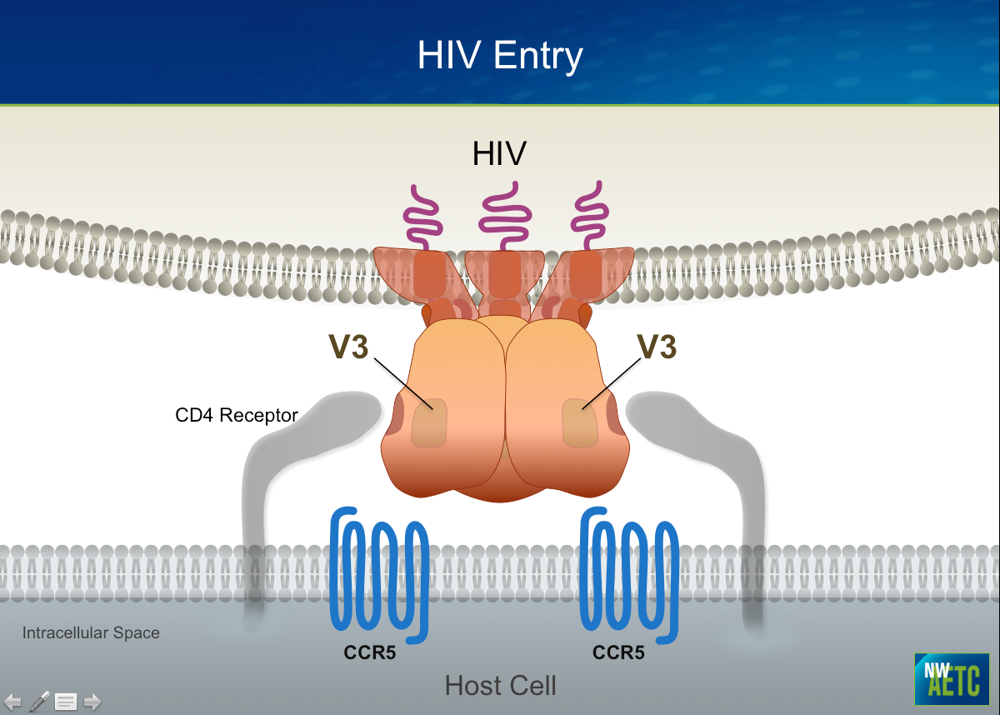 HIV Entry
HIV
V3
V3
CD4 Receptor
Intracellular Space
CCR5
CCR5
Host Cell
NW
AETC